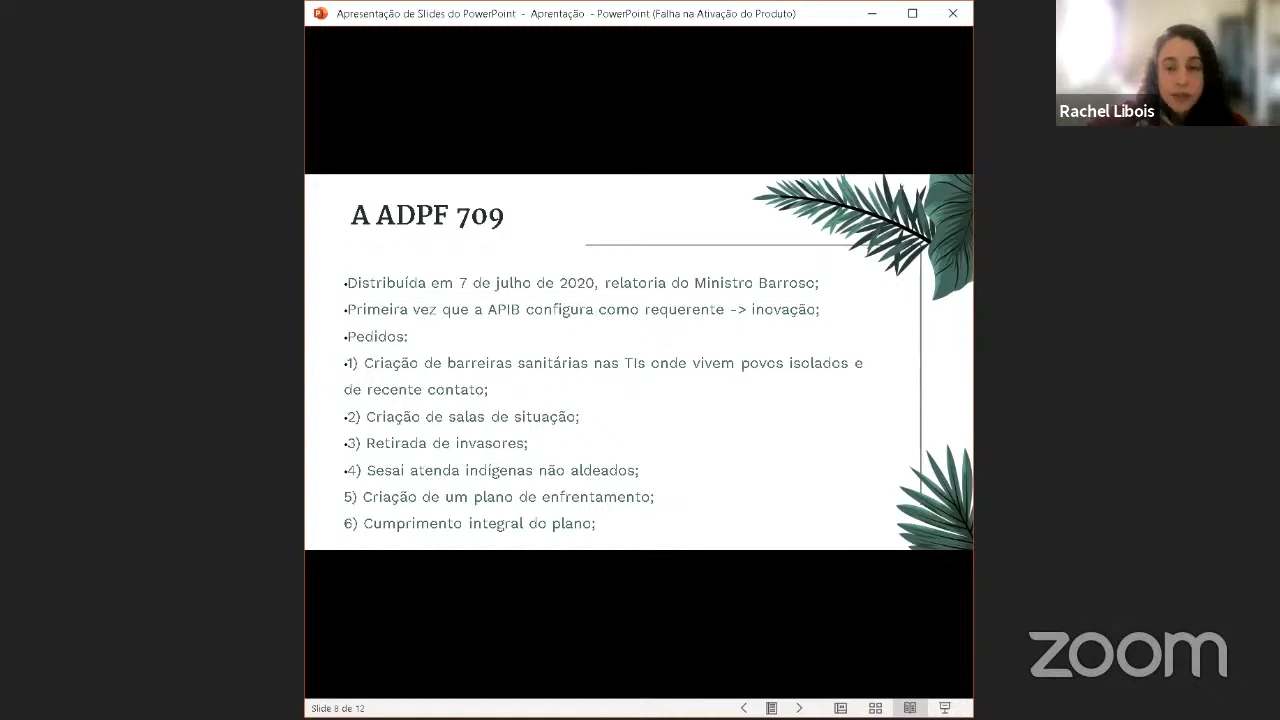 Apresentação de Slides do PowerPoint - Aprentação - PowerPoint (Falha na Ativação do Produto)
Rachel Libois
A ADPF 709
•Distribuída em 7 de julho de 2020, relatoria do Ministro Barroso;
•Primeira vez que a APIB configura como requerente -> inovação;
•Pedidos:
•1) Criação de barreiras sanitárias nas TIs onde vivem povos isolados e
de recente contato;
•2) Criação de salas de situação;
•3) Retirada de invasores;
•4) Sesai atenda indígenas não aldeados;
5) Criação de um plano de enfrentamento;
6) Cumprimento integral do plano;
zoom
Slide 8 de 12